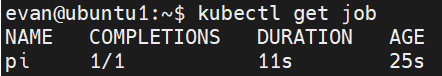 evan@ubuntu1:~$ kubectl get job
NAME COMPLETIONS DURATION AGE
pi 1/1 11s 25s